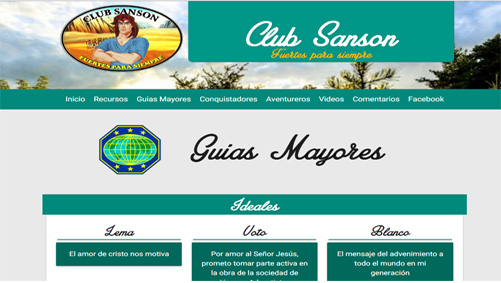 CLUB SANSON
FUERTES PARA SIEMPRE
Club Sanson
Fuertes para siempre
Inicio Recursos Guias Mayores Conquistadores Aventureros Videos Comentarios Facebook
Guias Mayores
Ideales
Lema
El amor de cristo nos motiva
Voto
Por amor al Señor Jesús,
prometo tomar parte activa en
la obra de la sociedad de
Blanco
El mensaje del advenimiento a
todo el mundo en mi
generación